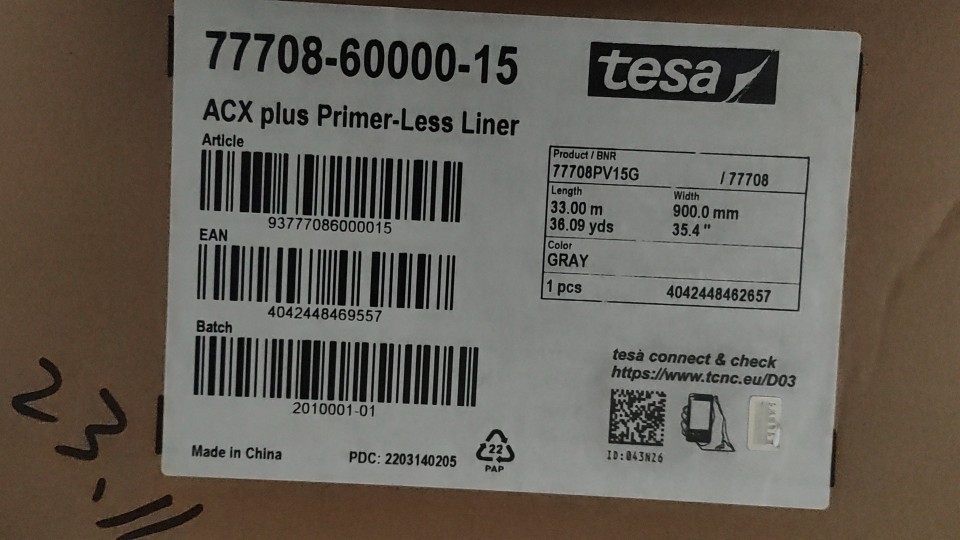 77708-60000-15
tesa
ACX plus Primer-Less Liner
Article
93777086000015
EAN
4042448469557
Batch
2010001-01
Product / BNR
77708PV15G / 77708
Length Width
33.00 m 900.0 mm
36.09 yds 35.4 "
Color
GRAY
1 pcs 4042448462657
tesa connect & check
https://www.tcnc.eu/D03
ID:043N26
Made in China
PDC: 2203140205
22
PAP
23.11